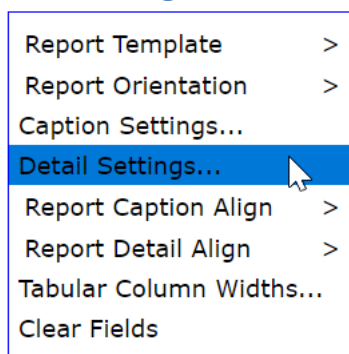 Report Template >
Report Orientation >
Caption Settings...
Detail Settings...
Report Caption Align >
Report Detail Align >
Tabular Column Widths...
Clear Fields